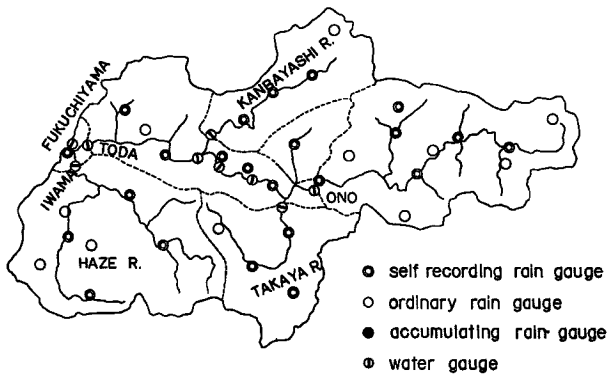 KANBAYASHI R.
FUKUCHIYAMA
TODA
IWAMA
ONO
HAZE R.
TAKAYA R.
self recording rain gauge
ordinary rain gauge
accumulating rain gauge
water gauge